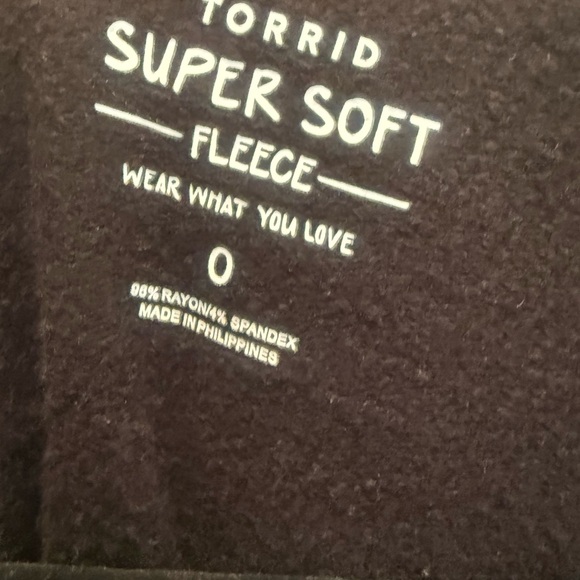 TORRID
SUPER SOFT
FLEECE
WEAR WHAT YOU LOVE
0
96% RAYON/4% SPANDEX
MADE IN PHILIPPINES